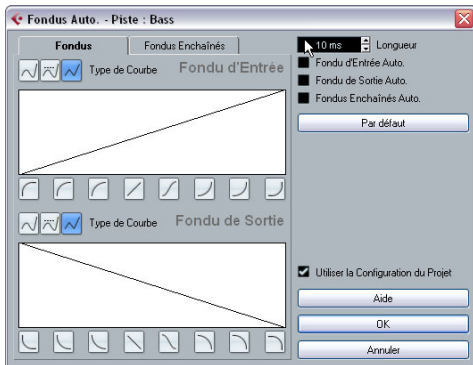 Fondus Auto. - Piste : Bass
Fondus
Fondus Enchaînés
10 ms
Longueur
Type de Courbe
Fondu d'Entrée
Fondu d'Entrée Auto.
Fondu de Sortie Auto.
Fondus Enchaînés Auto.
Par défaut
Type de Courbe
Fondu de Sortie
Utiliser la Configuration du Projet
Aide
OK
Annuler